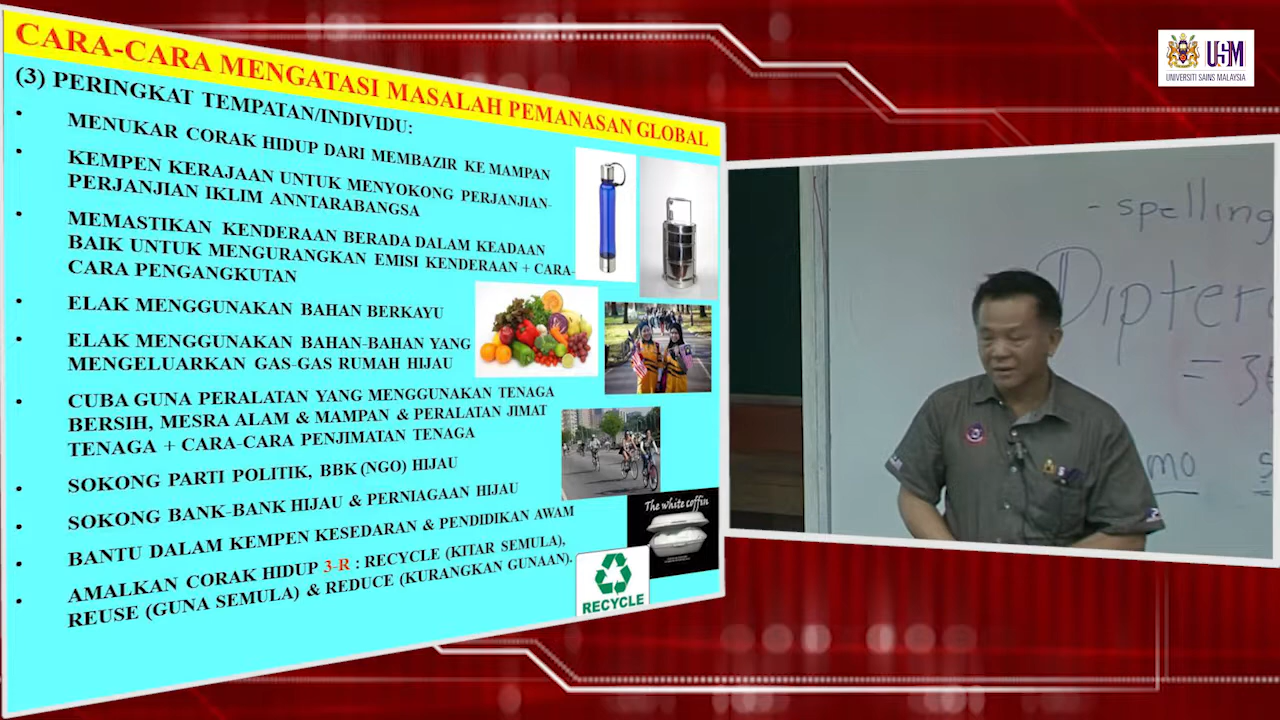 CARA-CARA MENGATASI MASALAH PEMANASAN GLOBAL
(3) PERINGKAT TEMPATAN/INDIVIDU:
• MENUKAR CORAK HIDUP DARI MEMBAZIR KE MAMPAN
• KEMPEN KERAJAAN UNTUK MENYOKONG PERJANJIAN-
PERJANJIAN IKLIM ANNTARABANGSA
• MEMASTIKAN KENDERAAN BERADA DALAM KEADAAN
BAIK UNTUK MENGURANGKAN EMISI KENDERAAN + CARA-
CARA PENGANGKUTAN
• ELAK MENGGUNAKAN BAHAN BERKAYU
• ELAK MENGGUNAKAN BAHAN-BAHAN YANG
MENGELUARKAN GAS-GAS RUMAH HIJAU
• CUBA GUNA PERALATAN YANG MENGGUNAKAN TENAGA
BERSIH, MESRA ALAM & MAMPAN & PERALATAN JIMAT
TENAGA + CARA-CARA PENJIMATAN TENAGA
• SOKONG PARTI POLITIK, BBK (NGO) HIJAU
• SOKONG BANK-BANK HIJAU & PERNIAGAAN HIJAU
• BANTU DALAM KEMPEN KESEDARAN & PENDIDIKAN AWAM
• AMALKAN CORAK HIDUP 3-R : RECYCLE (KITAR SEMULA),
REUSE (GUNA SEMULA) & REDUCE (KURANGKAN GUNAAN).
The white coffin
RECYCLE
USM
UNIVERSITI SAINS MALAYSIA
- spelling
Diptero
= 3
mo